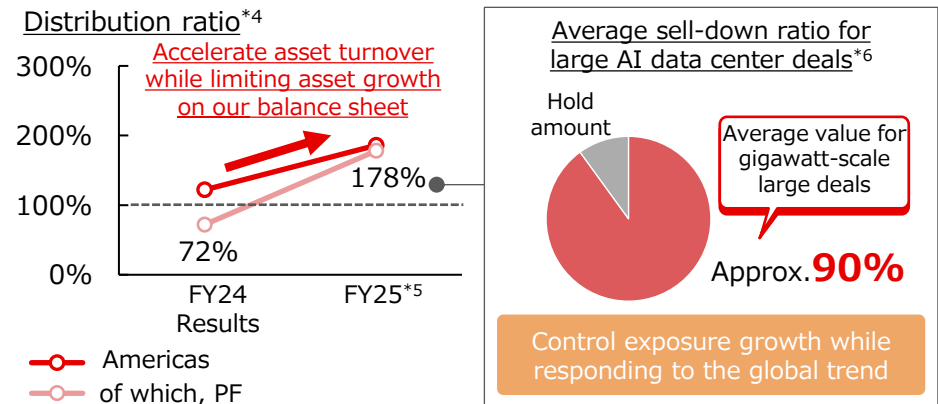 Distribution ratio*4
Accelerate asset turnover
while limiting asset growth
on our balance sheet
300%
200%
100%
0%
178%
72%
FY24
Results
FY25*5
Americas
of which, PF
Average sell-down ratio for
large AI data center deals*6
Hold
amount
Average value for
gigawatt-scale
large deals
Approx.90%
Control exposure growth while
responding to the global trend